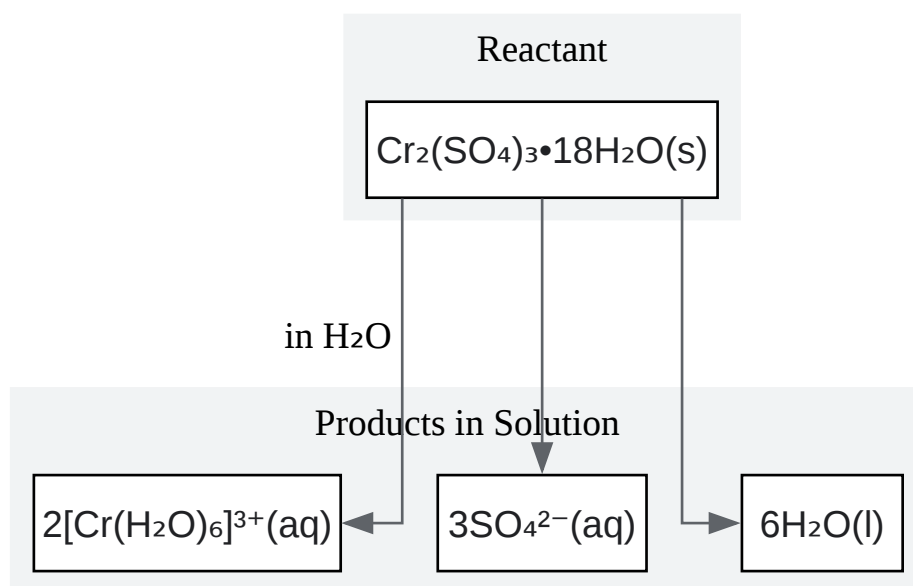 Reactant
Cr₂(SO₄)₃•18H₂O(s)
in H₂O
Products in Solution
2[Cr(H₂O)₆]³⁺(aq)
3SO₄²⁻(aq)
6H₂O(l)